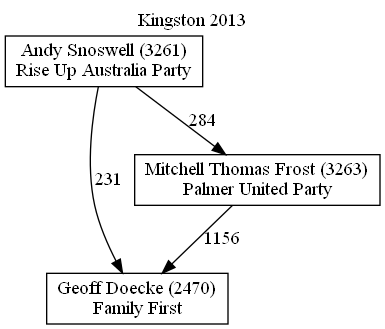 Kingston 2013
Andy Snoswell (3261)
Rise Up Australia Party
284
Mitchell Thomas Frost (3263)
Palmer United Party
231
1156
Geoff Doecke (2470)
Family First